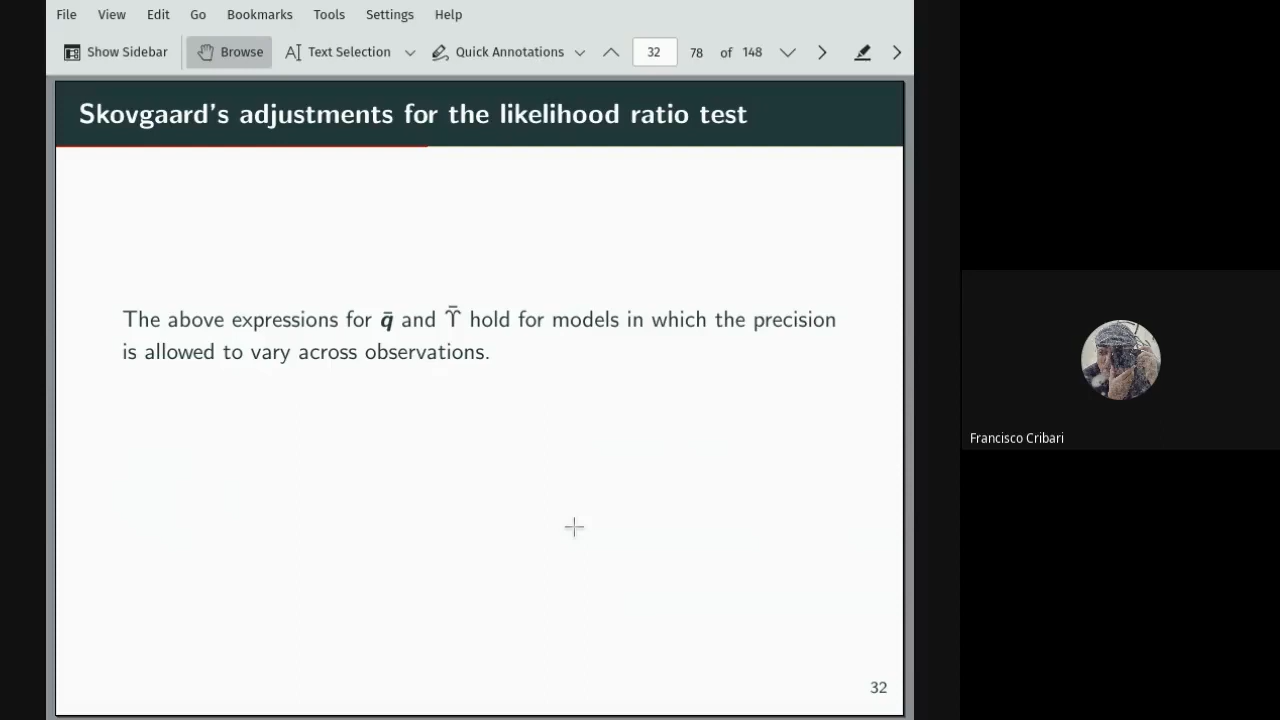 File View Edit Go Bookmarks Tools Settings Help
Show Sidebar Browse Text Selection Quick Annotations 32 78 of 148
Skovgaard's adjustments for the likelihood ratio test
The above expressions for q̄ and ϒ̄ hold for models in which the precision
is allowed to vary across observations.
Francisco Cribari
32